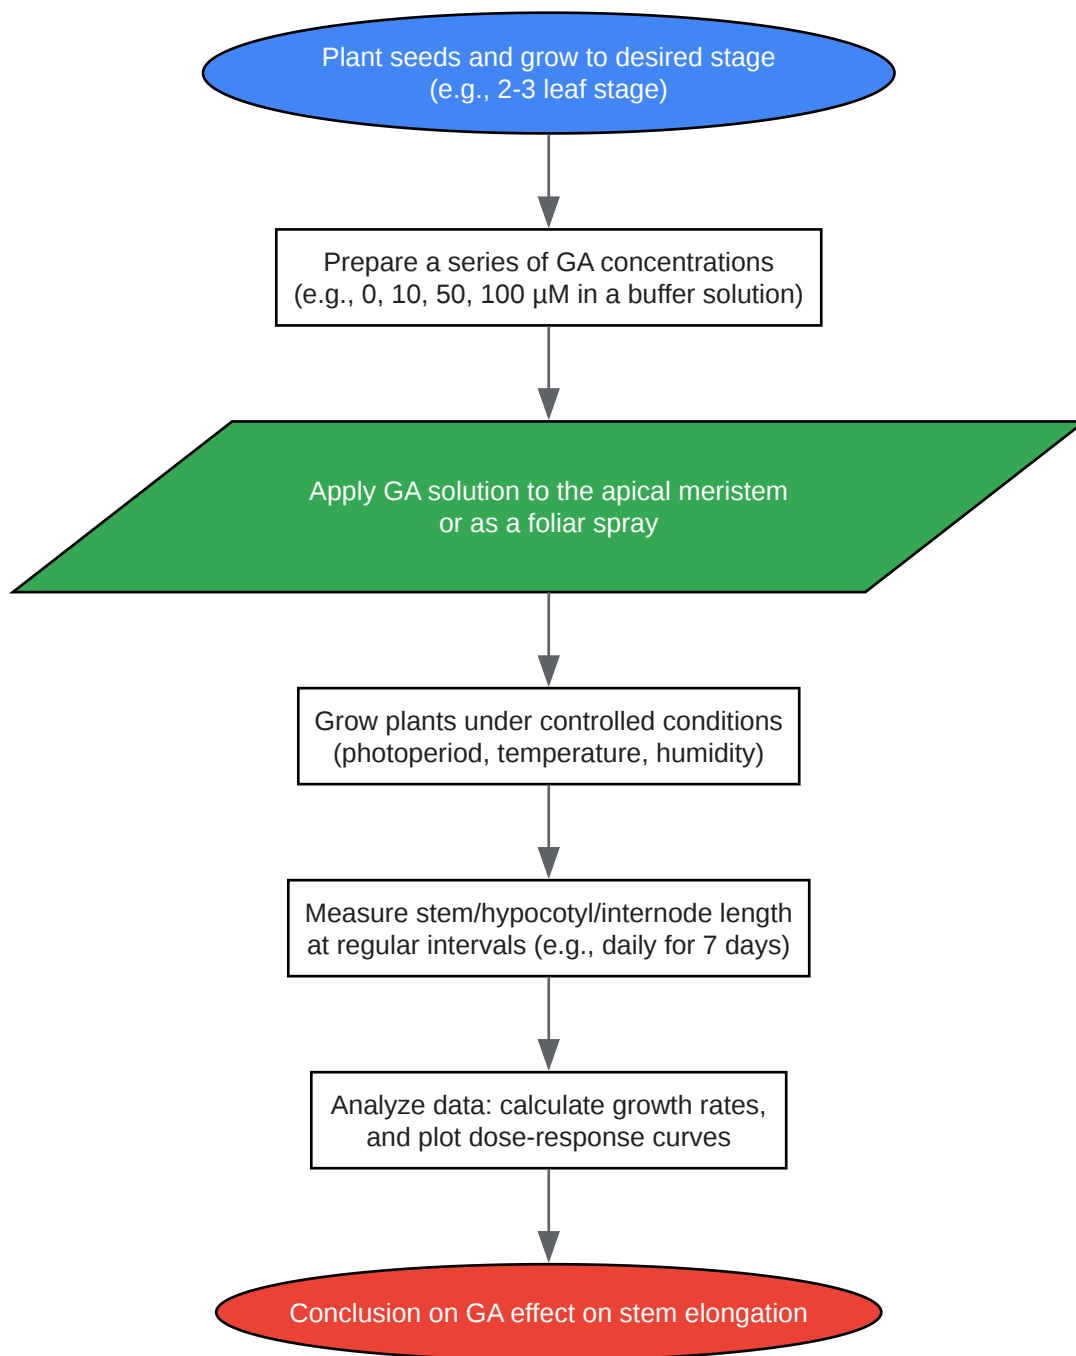 Plant seeds and grow to desired stage
(e.g., 2-3 leaf stage)
Prepare a series of GA concentrations
(e.g., 0, 10, 50, 100 µM in a buffer solution)
Apply GA solution to the apical meristem
or as a foliar spray
Grow plants under controlled conditions
(photoperiod, temperature, humidity)
Measure stem/hypocotyl/internode length
at regular intervals (e.g., daily for 7 days)
Analyze data: calculate growth rates,
and plot dose-response curves
Conclusion on GA effect on stem elongation